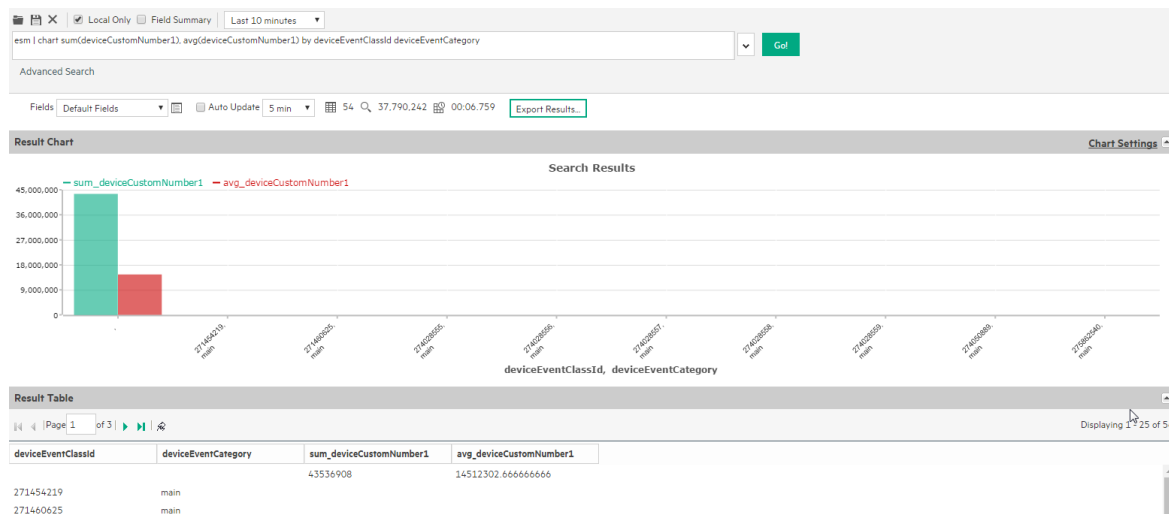 Local Only Field Summary Last 10 minutes
esm | chart sum(deviceCustomNumber1), avg(deviceCustomNumber1) by deviceEventClassId deviceEventCategory
Go!
Advanced Search
Fields Default Fields Auto Update 5 min 54 37,790,242 00:06.759 Export Results...
Result Chart Chart Settings
Search Results
sum_deviceCustomNumber1 avg_deviceCustomNumber1
45,000,000
36,000,000
27,000,000
18,000,000
9,000,000
0
,
271454219, main
271460625, main
274028555, main
274028556, main
274028557, main
274028558, main
274028559, main
274050889, main
275862540, main
deviceEventClassId, deviceEventCategory
Result Table
Page 1 of 3 Displaying 1 - 25 of 54
deviceEventClassId deviceEventCategory sum_deviceCustomNumber1 avg_deviceCustomNumber1
43536908 14512302.666666666
271454219 main
271460625 main